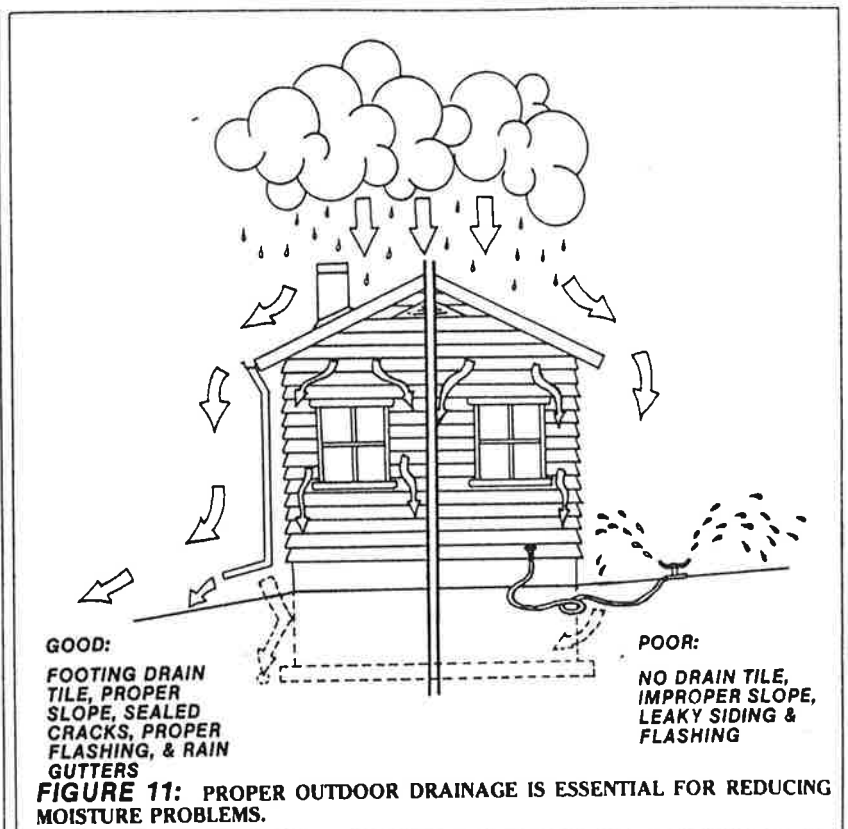 GOOD:
FOOTING DRAIN
TILE, PROPER
SLOPE, SEALED
CRACKS, PROPER
FLASHING, & RAIN
GUTTERS
POOR:
NO DRAIN TILE,
IMPROPER SLOPE,
LEAKY SIDING &
FLASHING
FIGURE 11: PROPER OUTDOOR DRAINAGE IS ESSENTIAL FOR REDUCING
MOISTURE PROBLEMS.